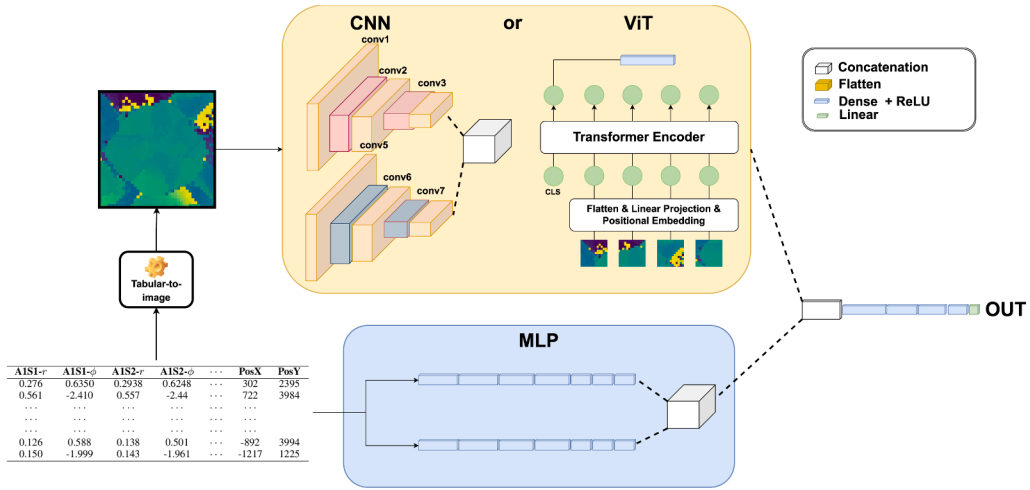 CNN or ViT
conv1
conv2
conv3
conv5
conv6
conv7
Transformer Encoder
CLS
Flatten & Linear Projection &
Positional Embedding
Concatenation
Flatten
Dense + ReLU
Linear
Tabular-to-
image
OUT
MLP
A1S1-r A1S1-ϕ A1S2-r A1S2-ϕ ··· PosX PosY
0.276 0.6350 0.2938 0.6248 ··· 302 2395
0.561 -2.410 0.557 -2.44 ··· 722 3984
... ... ... ... ... ...
... ... ... ... ... ...
0.126 0.588 0.138 0.501 ··· -892 3994
0.150 -1.999 0.143 -1.961 ··· -1217 1225